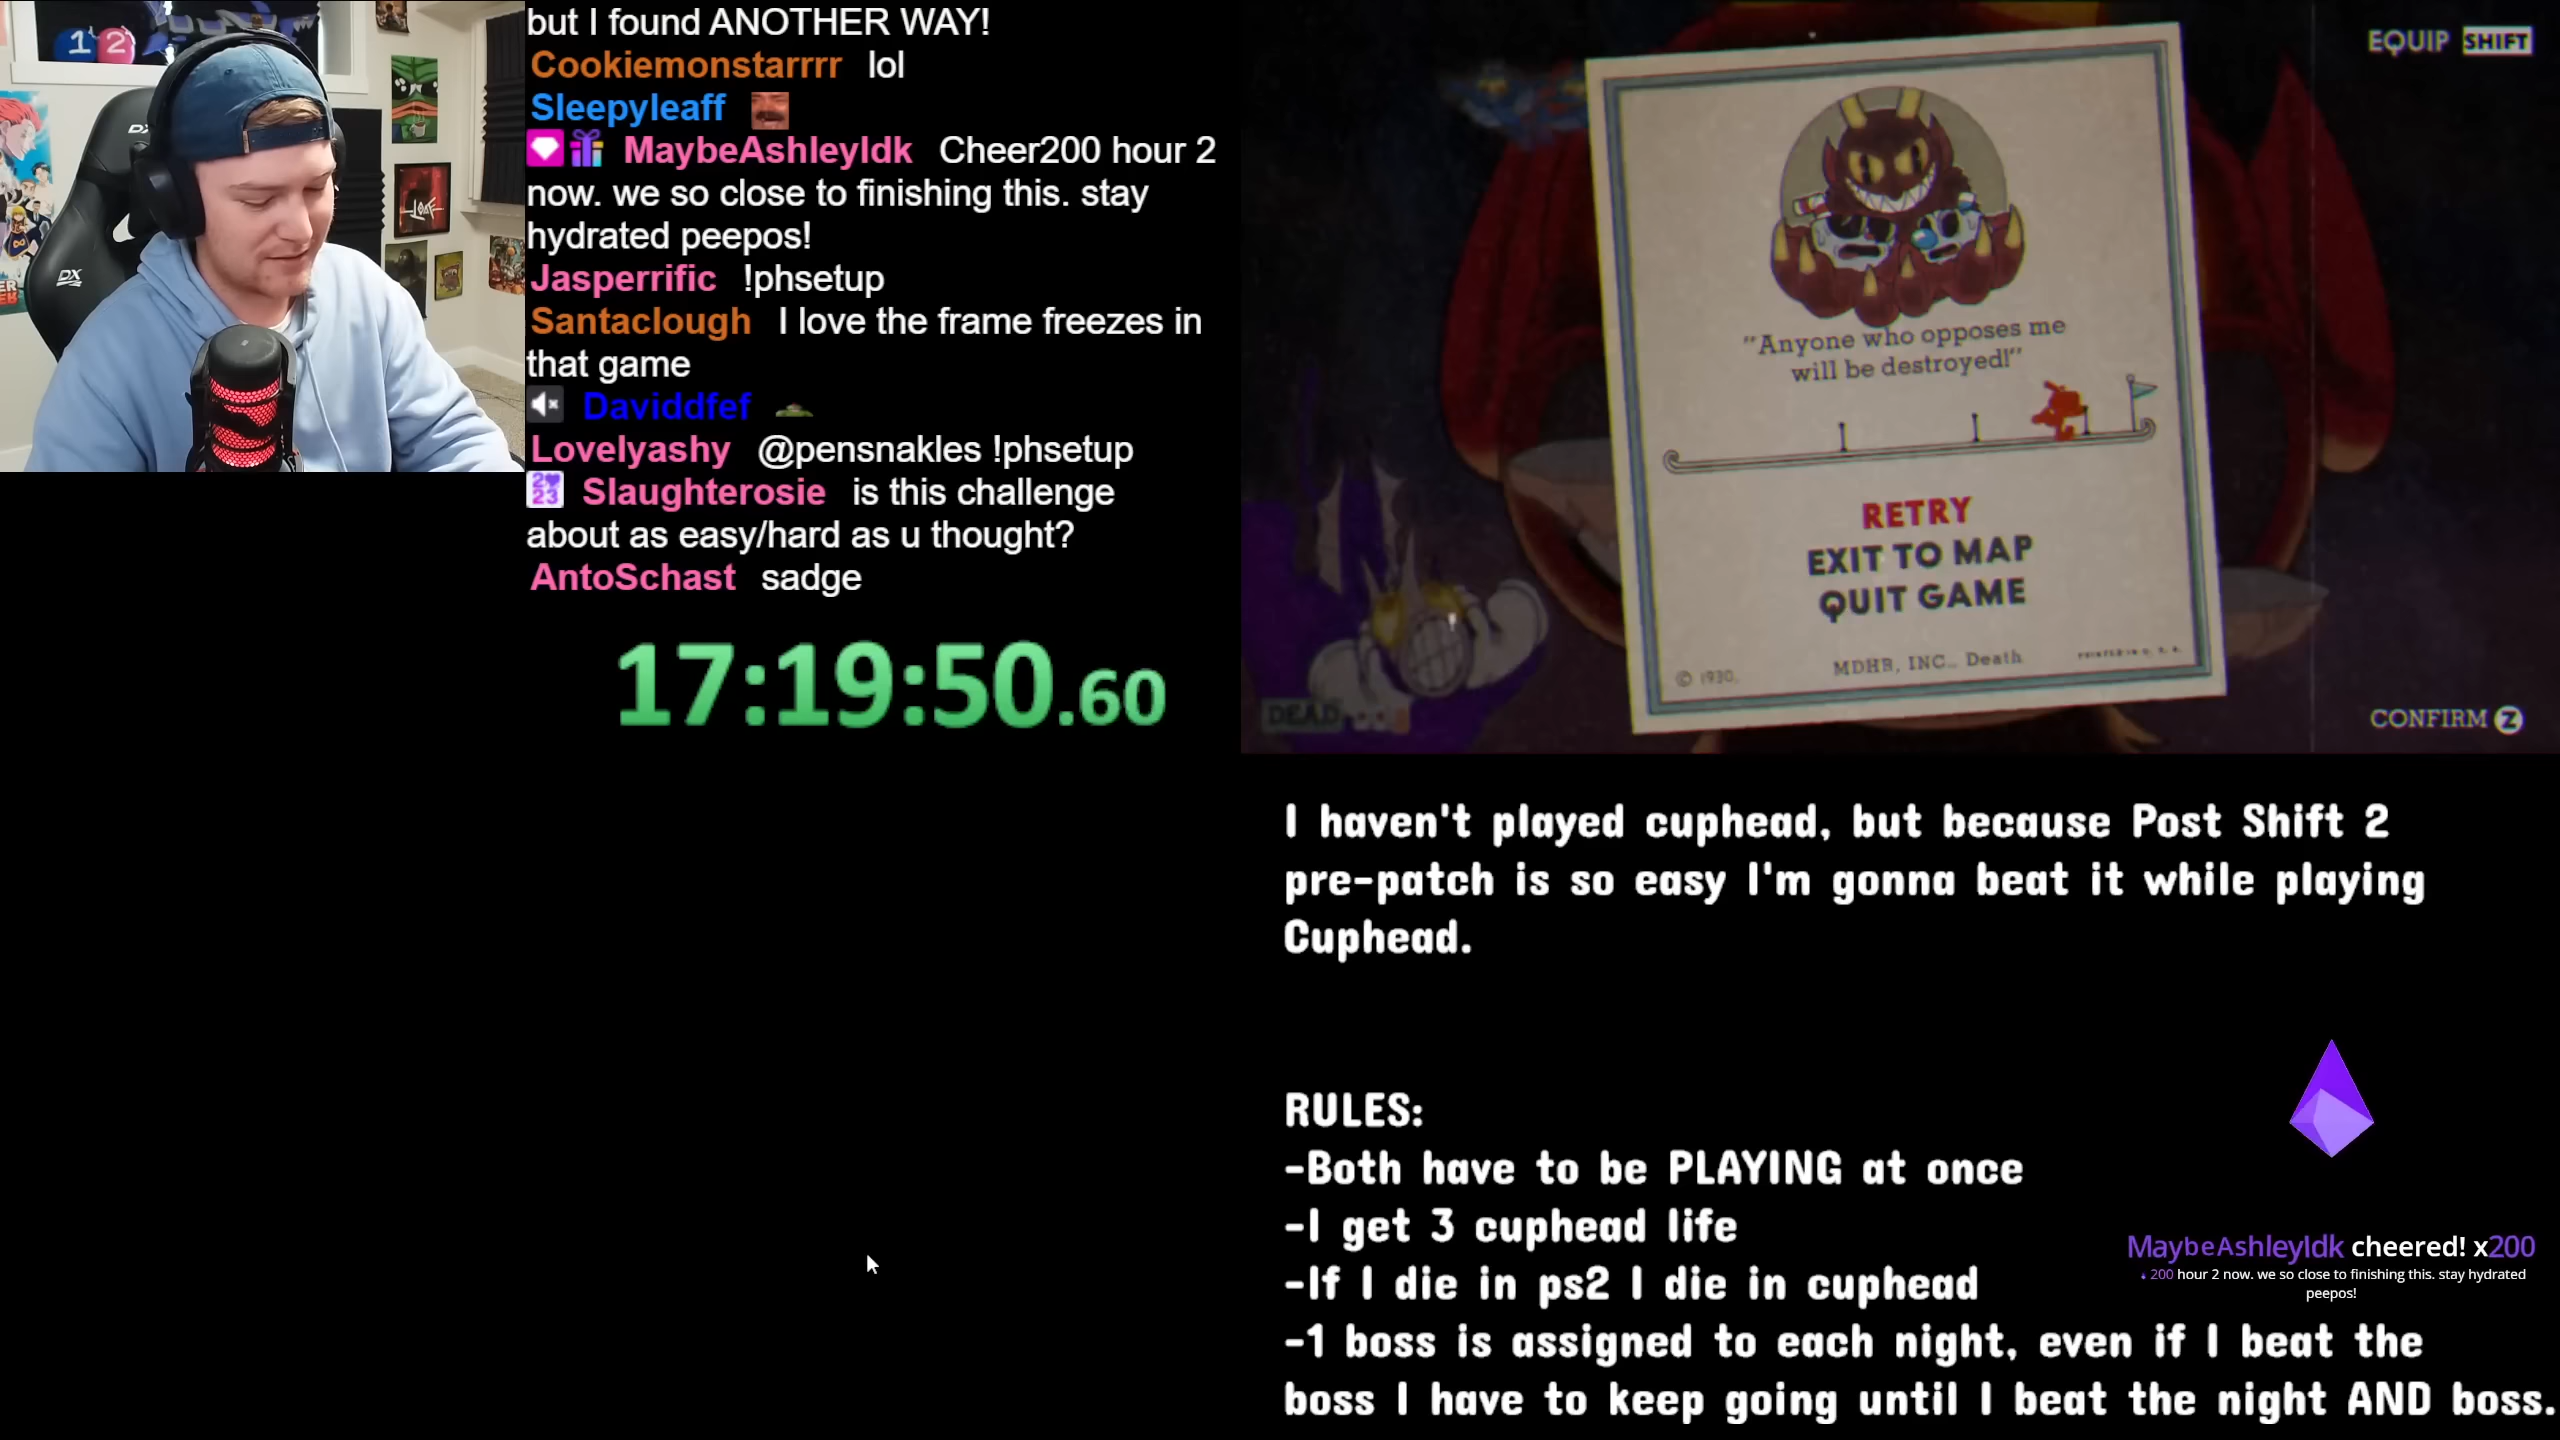 but I found ANOTHER WAY!
Cookiemonstarrrr lol
Sleepyleaff
MaybeAshleyIdk Cheer200 hour 2
now. we so close to finishing this. stay
hydrated peepos!
Jasperrific !phsetup
Santaclough I love the frame freezes in
that game
Daviddfef
Lovelyashy @pensnakles !phsetup
Slaughterosie is this challenge
about as easy/hard as u thought?
AntoSchast sadge
17:19:50.60
1 2
DX
EQUIP SHIFT
"Anyone who opposes me
will be destroyed!"
RETRY
EXIT TO MAP
QUIT GAME
© 1930. MDHR, INC. Death
DEAD
CONFIRM Z
I haven't played cuphead, but because Post Shift 2
pre-patch is so easy I'm gonna beat it while playing
Cuphead.
RULES:
-Both have to be PLAYING at once
-I get 3 cuphead life
-If I die in ps2 I die in cuphead
-1 boss is assigned to each night, even if I beat the
boss I have to keep going until I beat the night AND boss.
MaybeAshleyIdk cheered! x200
200 hour 2 now. we so close to finishing this. stay hydrated
peepos!